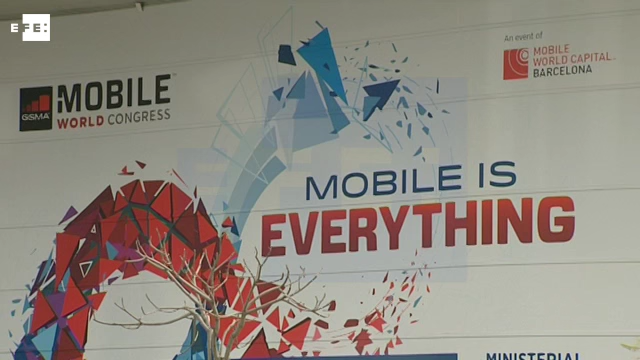 EFE:
An event of
MOBILE
WORLD CAPITAL
BARCELONA
GSMA
MOBILE
WORLD CONGRESS
MOBILE IS
EVERYTHING
MINISTERIAL